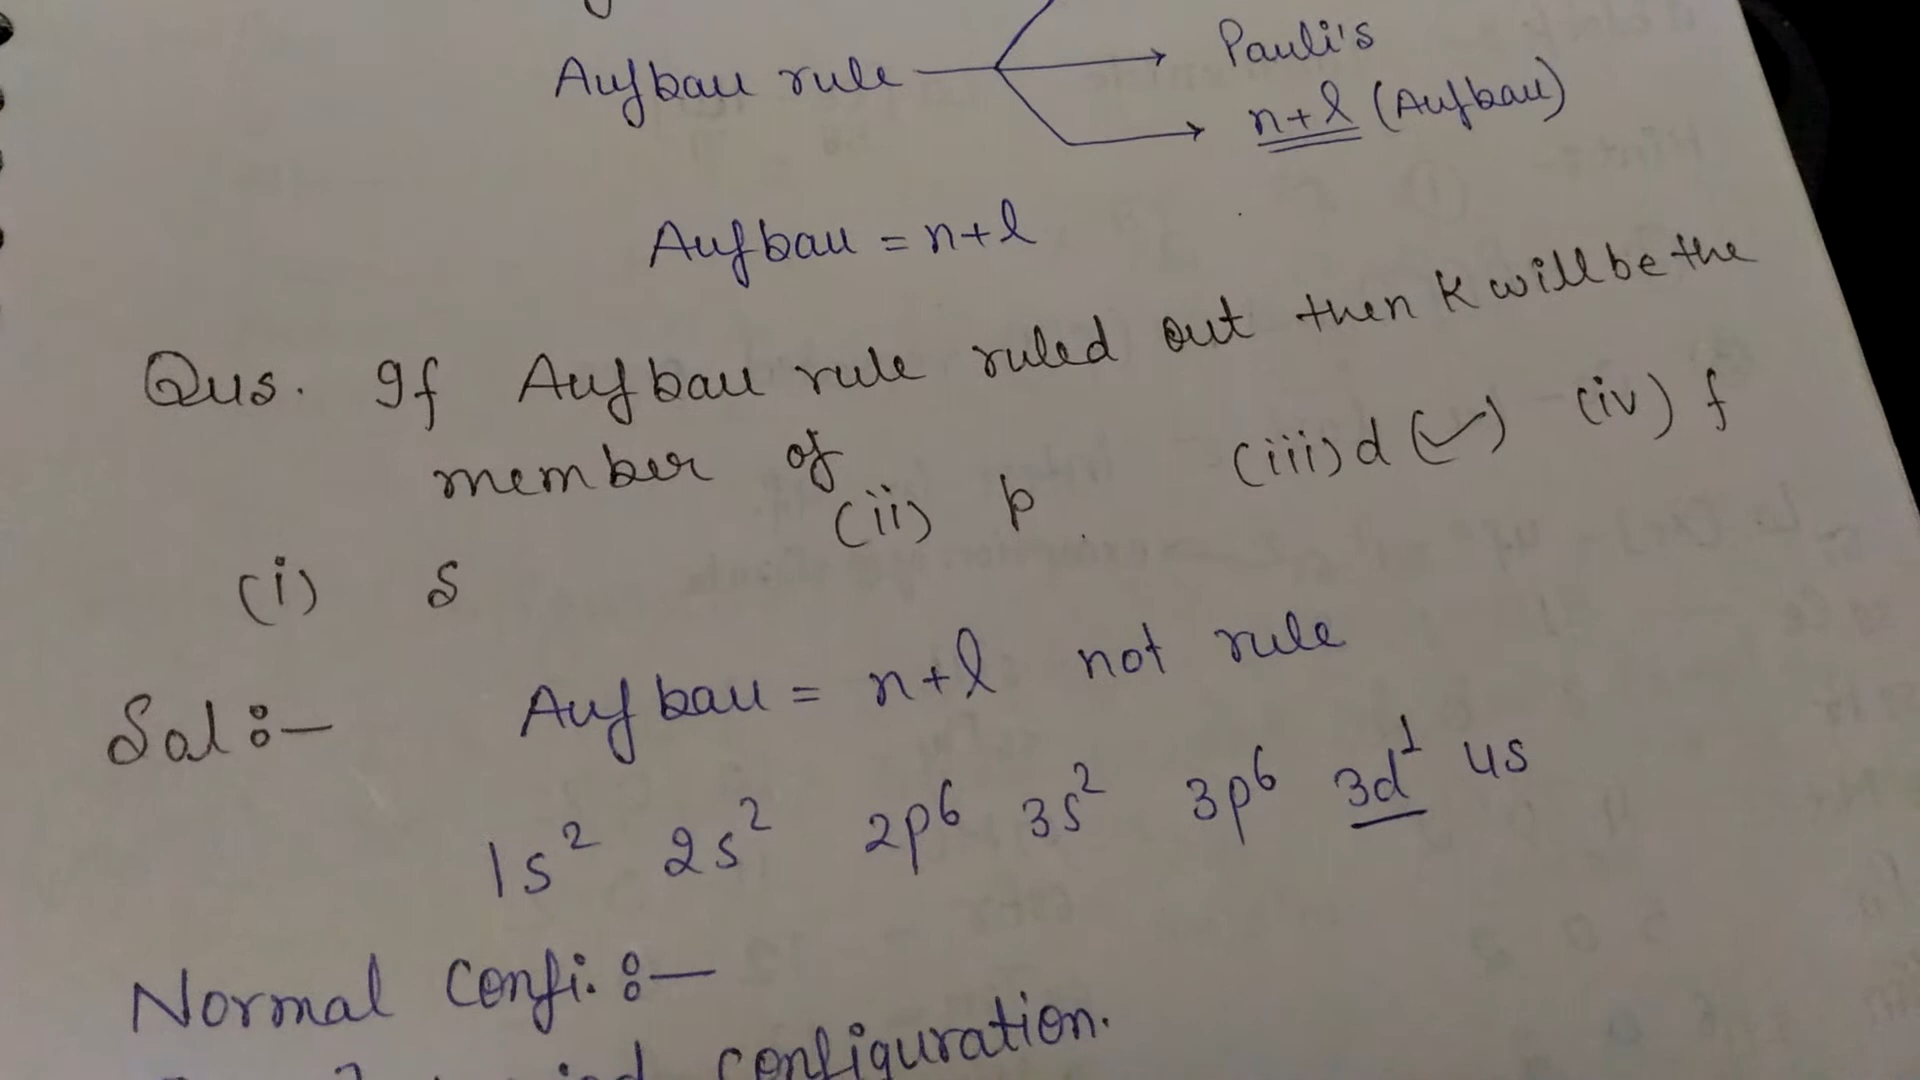 Aufbau rule → Pauli's
→ n+l (Aufbau)
Aufbau = n+l
Qus. If Aufbau rule ruled out then K will be the
member of
(i) s (ii) p (iii) d (✓) (iv) f
Sol :- Aufbau = n+l not rule
1s² 2s² 2p⁶ 3s² 3p⁶ 3d¹ 4s
Normal Confi. :-
configuration.